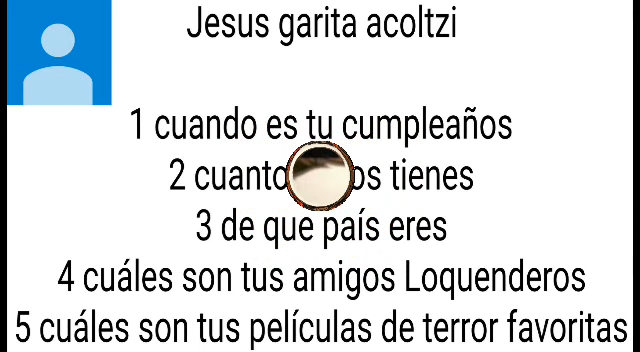 Jesus garita acoltzi
1 cuando es tu cumpleaños
2 tienes
3 de que país eres
4 cuáles son tus amigos Loquenderos
5 cuáles son tus películas de terror favoritas